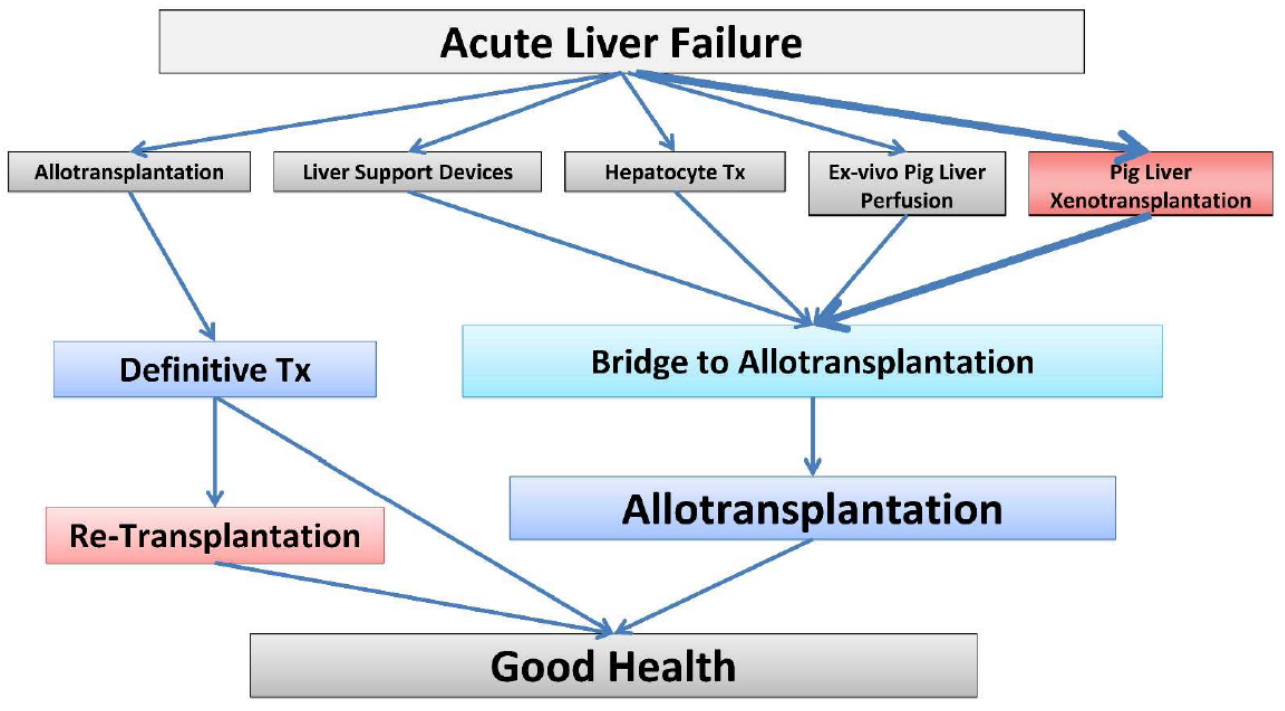 Acute Liver Failure
Allotransplantation
Liver Support Devices
Hepatocyte Tx
Ex-vivo Pig Liver
Perfusion
Pig Liver
Xenotransplantation
Definitive Tx
Bridge to Allotransplantation
Re-Transplantation
Allotransplantation
Good Health